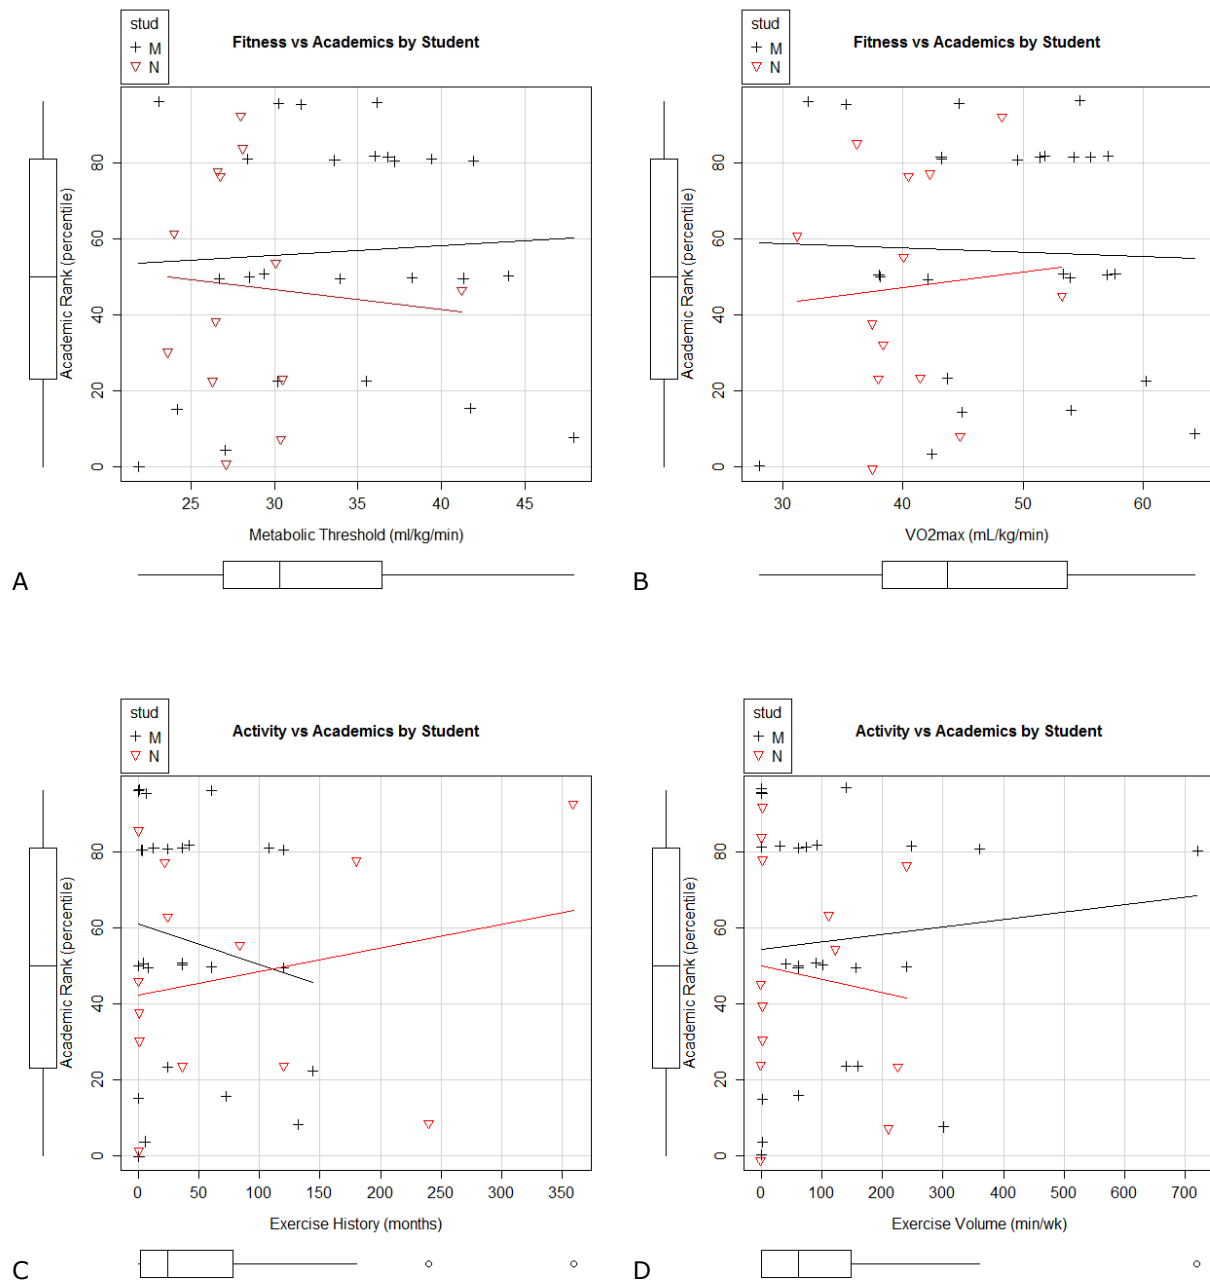 stud
M
N
Fitness vs Academics by Student
Academic Rank (percentile)
0 20 40 60 80
25 30 35 40 45
Metabolic Threshold (ml/kg/min)
A
stud
M
N
Fitness vs Academics by Student
Academic Rank (percentile)
0 20 40 60 80
30 40 50 60
VO2max (mL/kg/min)
B
stud
M
N
Activity vs Academics by Student
Academic Rank (percentile)
0 20 40 60 80
0 50 100 150 200 250 300 350
Exercise History (months)
C
stud
M
N
Activity vs Academics by Student
Academic Rank (percentile)
0 20 40 60 80
0 100 200 300 400 500 600 700
Exercise Volume (min/wk)
D